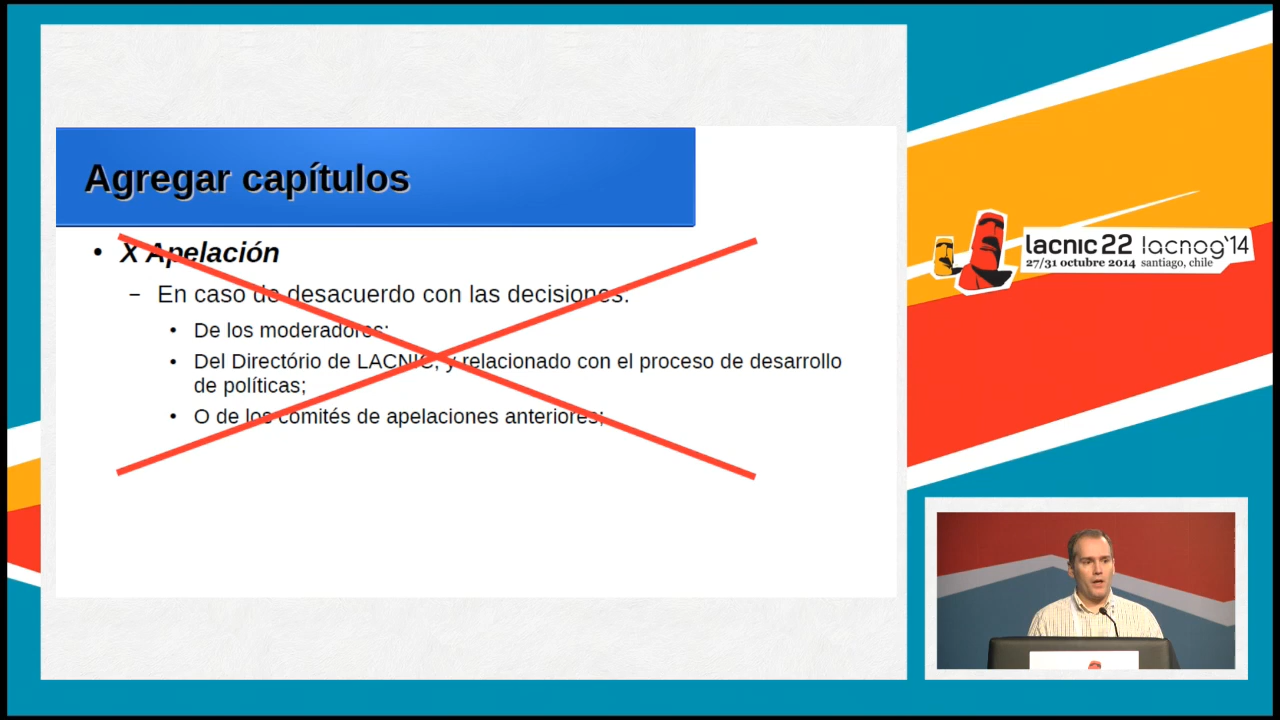 Agregar capítulos
• X Apelación
– En caso de desacuerdo con las decisiones:
• De los moderadores;
• Del Directório de LACNIC, y relacionado con el proceso de desarrollo
de políticas;
• O de los comités de apelaciones anteriores;
lacnic 22 lacnog'14
27/31 octubre 2014 santiago, chile